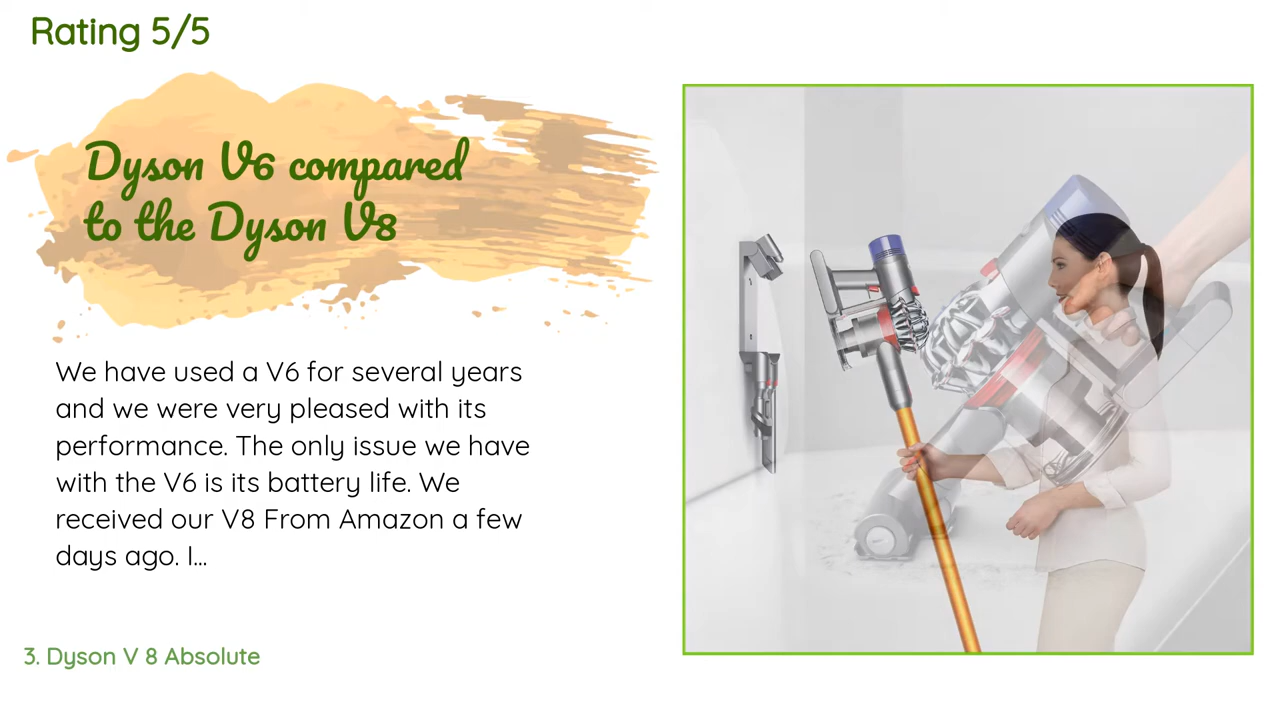 Rating 5/5
Dyson V6 compared
to the Dyson V8
We have used a V6 for several years
and we were very pleased with its
performance. The only issue we have
with the V6 is its battery life. We
received our V8 From Amazon a few
days ago. I...
3. Dyson V 8 Absolute